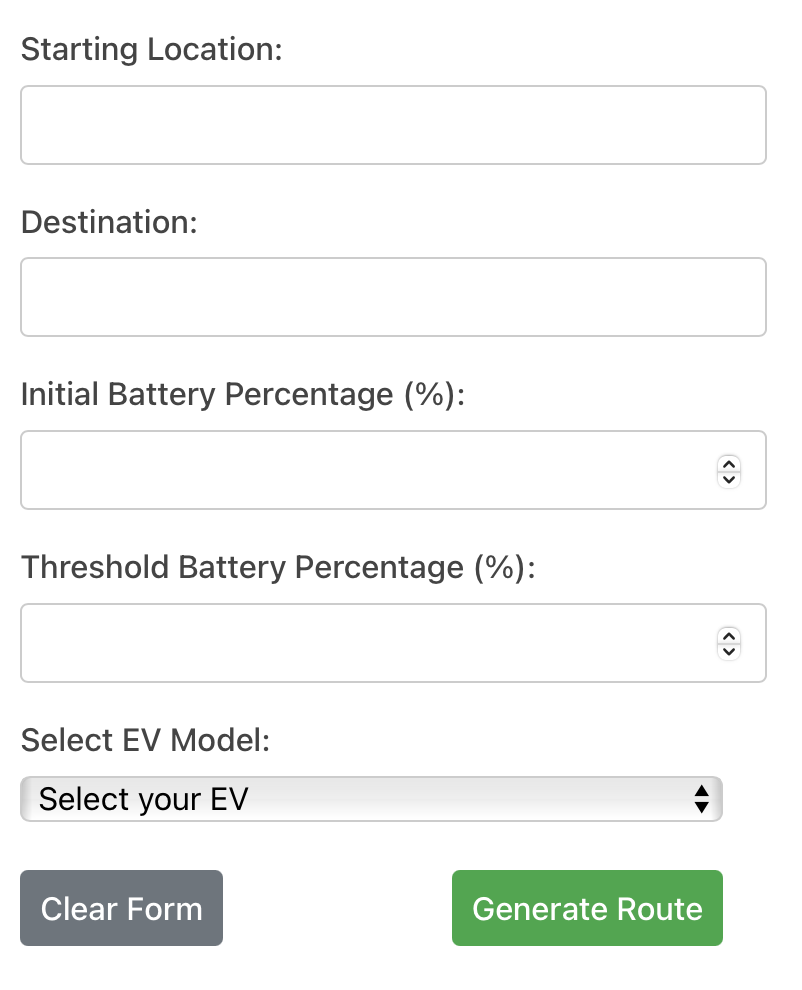 Starting Location:
Destination:
Initial Battery Percentage (%):
Threshold Battery Percentage (%):
Select EV Model:
Select your EV
Clear Form Generate Route